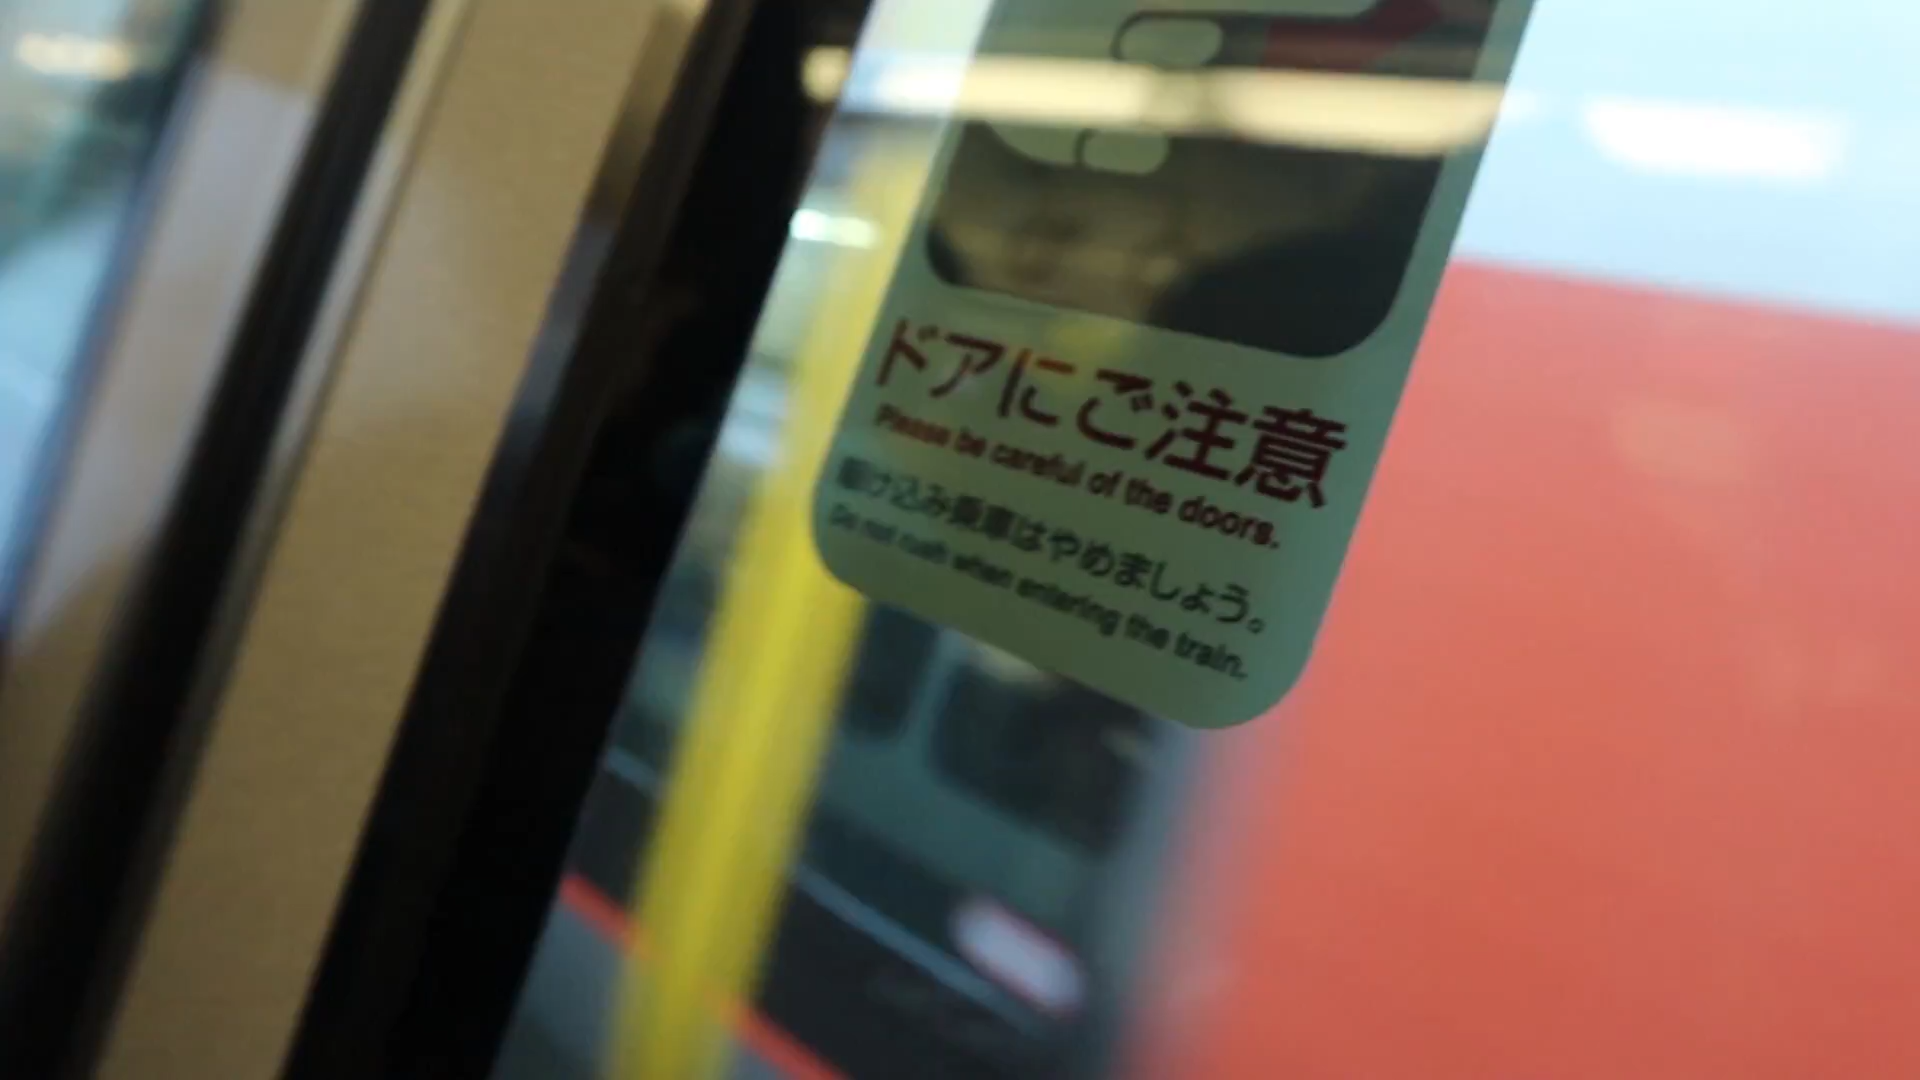 ドアにご注意
Please be careful of the doors.
駆け込み乗車はやめましょう。
Do not rush when entering the train.